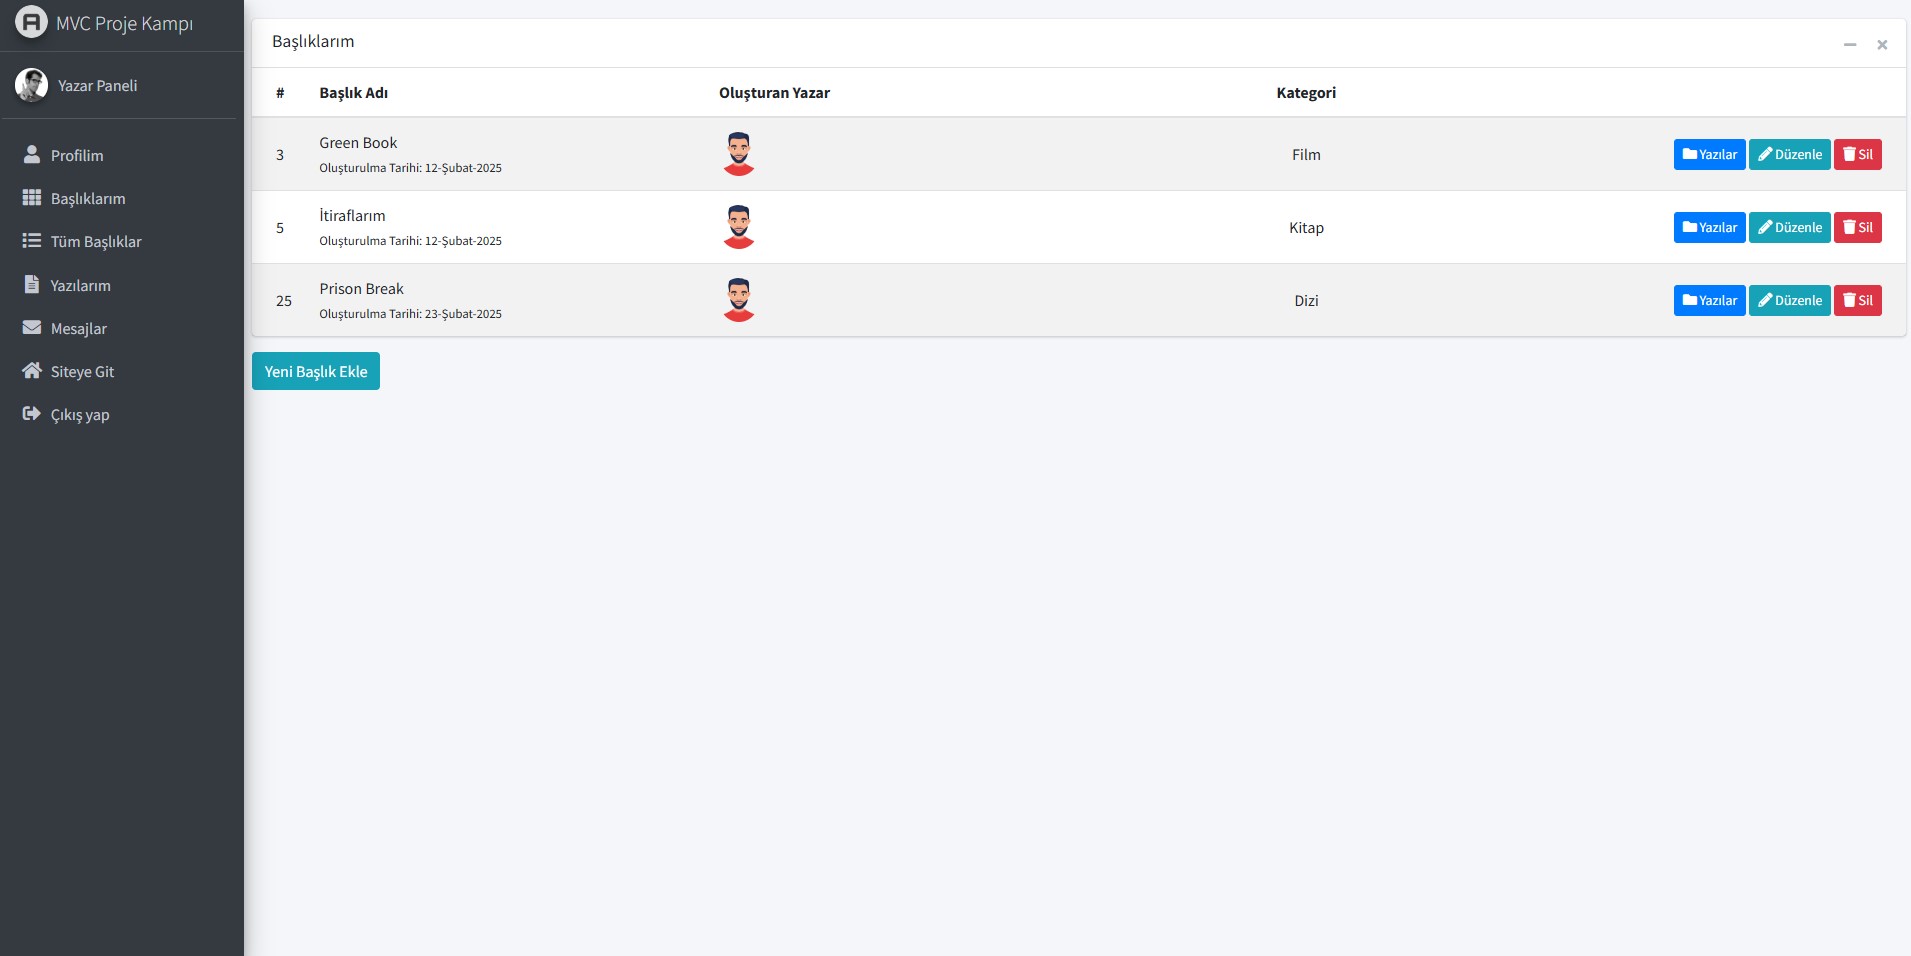 MVC Proje Kampı
Yazar Paneli
Profilim
Başlıklarım
Tüm Başlıklar
Yazılarım
Mesajlar
Siteye Git
Çıkış yap
Başlıklarım
# Başlık Adı Oluşturan Yazar Kategori
3 Green Book Film Yazılar Düzenle Sil
Oluşturulma Tarihi: 12-Şubat-2025
5 İtiraflarım Kitap Yazılar Düzenle Sil
Oluşturulma Tarihi: 12-Şubat-2025
25 Prison Break Dizi Yazılar Düzenle Sil
Oluşturulma Tarihi: 23-Şubat-2025
Yeni Başlık Ekle